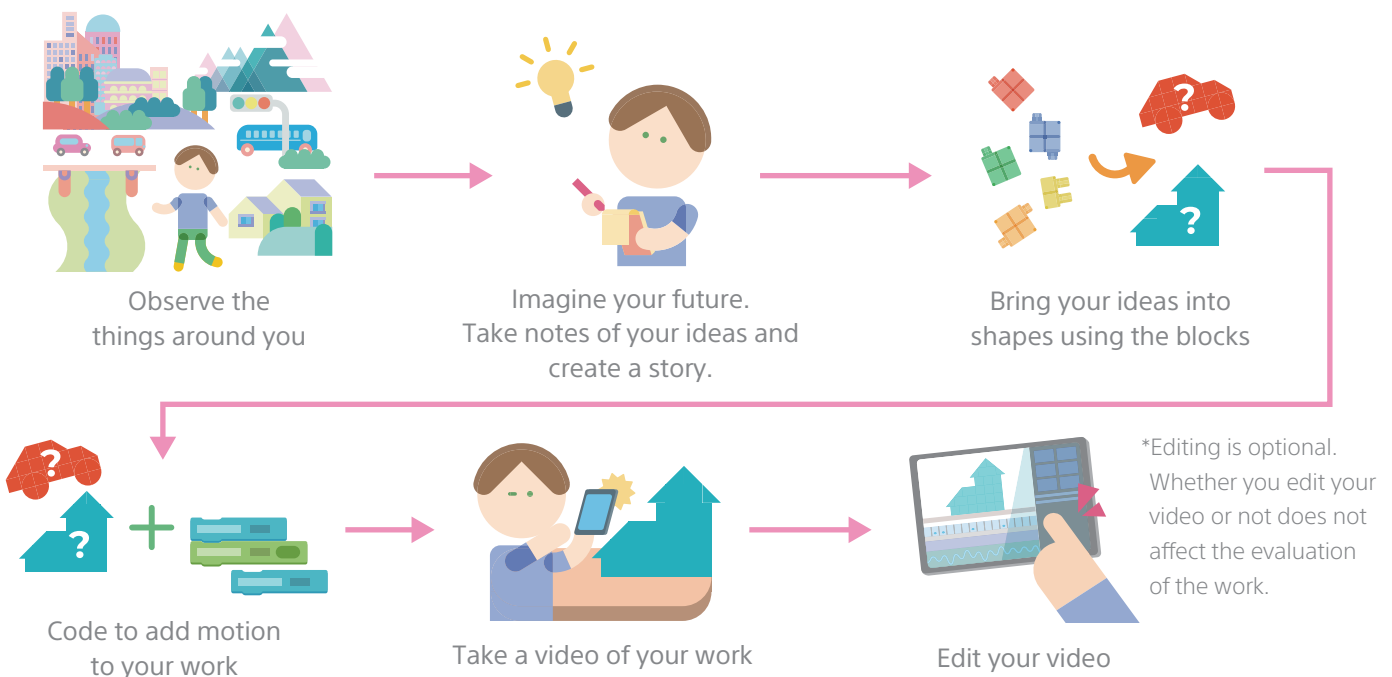 Observe the
things around you
Imagine your future.
Take notes of your ideas and
create a story.
Bring your ideas into
shapes using the blocks
?
?
?
?
Code to add motion
to your work
Take a video of your work
Edit your video
*Editing is optional.
Whether you edit your
video or not does not
affect the evaluation
of the work.